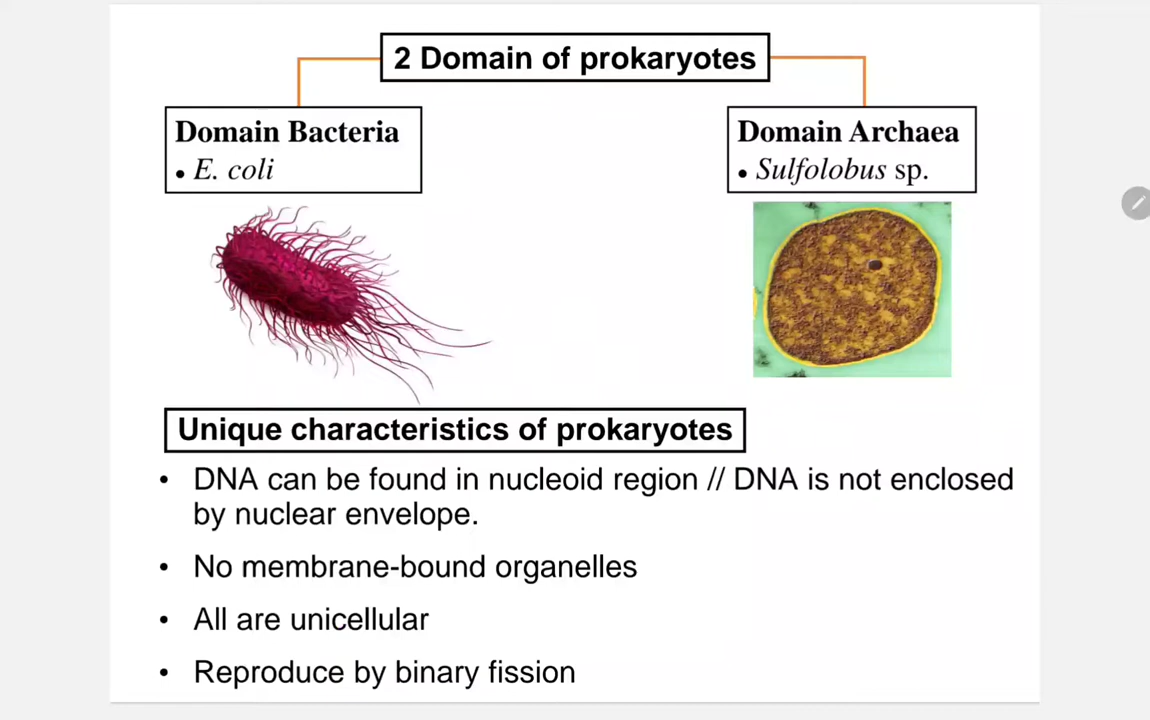 2 Domain of prokaryotes
Domain Bacteria
• E. coli
Domain Archaea
• Sulfolobus sp.
Unique characteristics of prokaryotes
• DNA can be found in nucleoid region // DNA is not enclosed
by nuclear envelope.
• No membrane-bound organelles
• All are unicellular
• Reproduce by binary fission